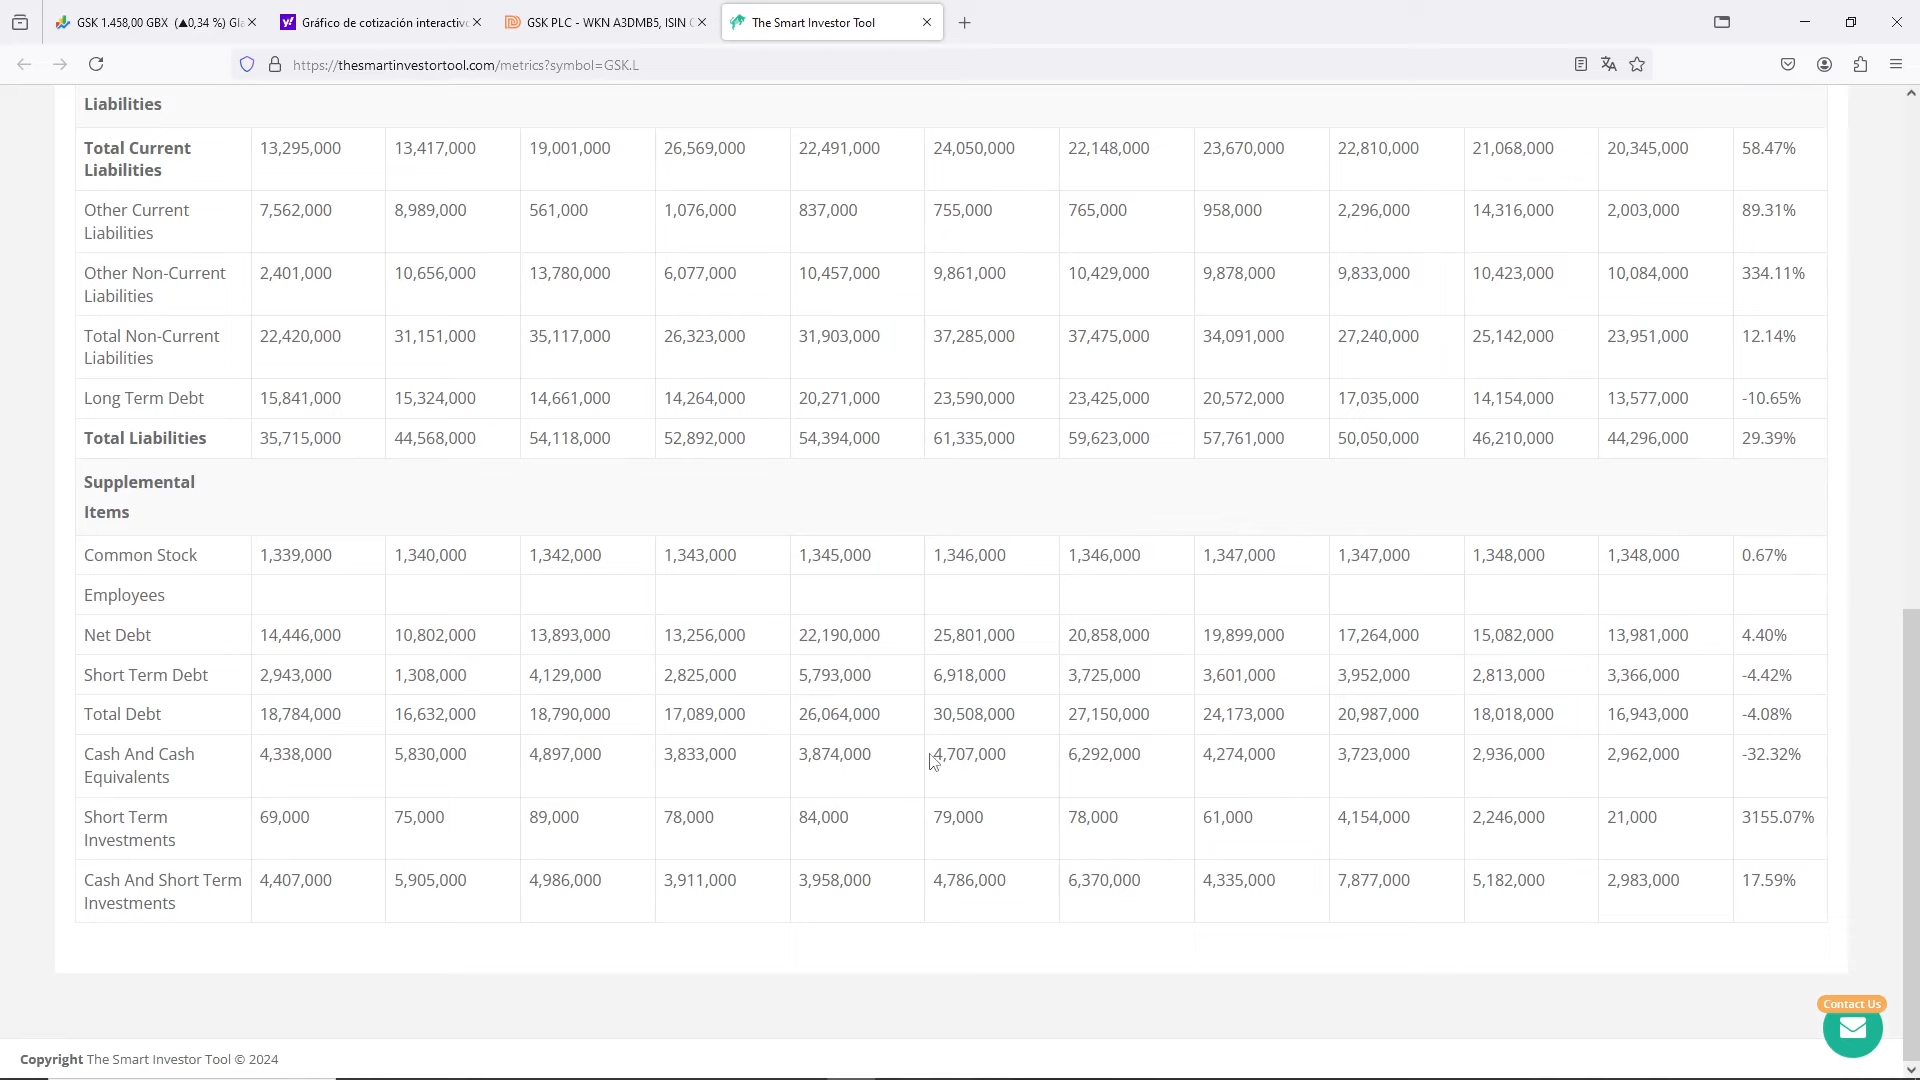 GSK 1.458,00 GBX (▲0,34 %) Gl
Gráfico de cotización interactiv
GSK PLC - WKN A3DMB5, ISIN
The Smart Investor Tool
https://thesmartinvestortool.com/metrics?symbol=GSK.L
Liabilities
Total Current Liabilities 13,295,000 13,417,000 19,001,000 26,569,000 22,491,000 24,050,000 22,148,000 23,670,000 22,810,000 21,068,000 20,345,000 58.47%
Other Current Liabilities 7,562,000 8,989,000 561,000 1,076,000 837,000 755,000 765,000 958,000 2,296,000 14,316,000 2,003,000 89.31%
Other Non-Current Liabilities 2,401,000 10,656,000 13,780,000 6,077,000 10,457,000 9,861,000 10,429,000 9,878,000 9,833,000 10,423,000 10,084,000 334.11%
Total Non-Current Liabilities 22,420,000 31,151,000 35,117,000 26,323,000 31,903,000 37,285,000 37,475,000 34,091,000 27,240,000 25,142,000 23,951,000 12.14%
Long Term Debt 15,841,000 15,324,000 14,661,000 14,264,000 20,271,000 23,590,000 23,425,000 20,572,000 17,035,000 14,154,000 13,577,000 -10.65%
Total Liabilities 35,715,000 44,568,000 54,118,000 52,892,000 54,394,000 61,335,000 59,623,000 57,761,000 50,050,000 46,210,000 44,296,000 29.39%
Supplemental
Items
Common Stock 1,339,000 1,340,000 1,342,000 1,343,000 1,345,000 1,346,000 1,346,000 1,347,000 1,347,000 1,348,000 1,348,000 0.67%
Employees
Net Debt 14,446,000 10,802,000 13,893,000 13,256,000 22,190,000 25,801,000 20,858,000 19,899,000 17,264,000 15,082,000 13,981,000 4.40%
Short Term Debt 2,943,000 1,308,000 4,129,000 2,825,000 5,793,000 6,918,000 3,725,000 3,601,000 3,952,000 2,813,000 3,366,000 -4.42%
Total Debt 18,784,000 16,632,000 18,790,000 17,089,000 26,064,000 30,508,000 27,150,000 24,173,000 20,987,000 18,018,000 16,943,000 -4.08%
Cash And Cash Equivalents 4,338,000 5,830,000 4,897,000 3,833,000 3,874,000 4,707,000 6,292,000 4,274,000 3,723,000 2,936,000 2,962,000 -32.32%
Short Term Investments 69,000 75,000 89,000 78,000 84,000 79,000 78,000 61,000 4,154,000 2,246,000 21,000 3155.07%
Cash And Short Term Investments 4,407,000 5,905,000 4,986,000 3,911,000 3,958,000 4,786,000 6,370,000 4,335,000 7,877,000 5,182,000 2,983,000 17.59%
Contact Us
Copyright The Smart Investor Tool © 2024